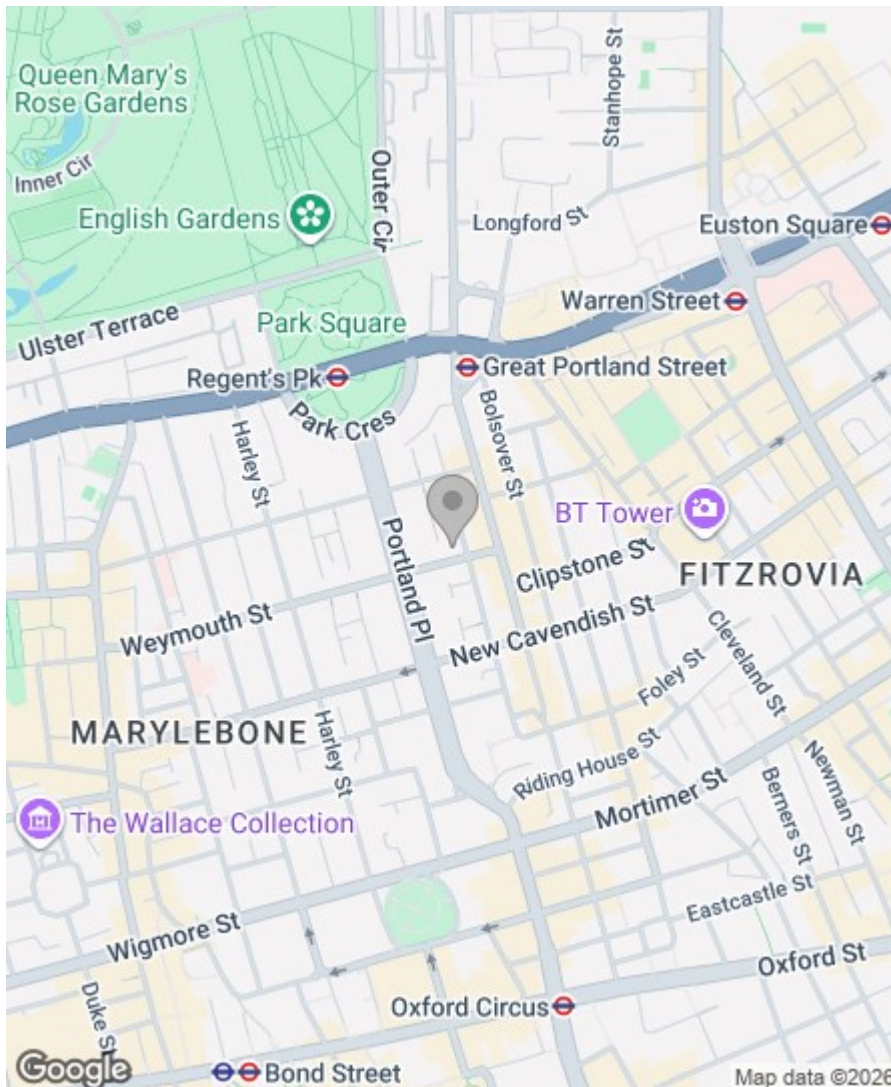 Queen Mary's
Rose Gardens
Stanhope St
Inner Cir
Outer Cir
English Gardens
Longford St
Euston Square
Warren Street
Ulster Terrace
Park Square
Regent's Pk
Great Portland Street
Park Cres
Harley St
Bolsover St
BT Tower
Portland Pl
Clipstone St
FITZROVIA
Weymouth St
New Cavendish St
Cleveland St
Foley St
MARYLEBONE
Harley St
Riding House St
Newman St
Mortimer St
Berners St
The Wallace Collection
Eastcastle St
Wigmore St
Oxford St
Duke St
Oxford Circus
Google
Bond Street
Map data ©2026